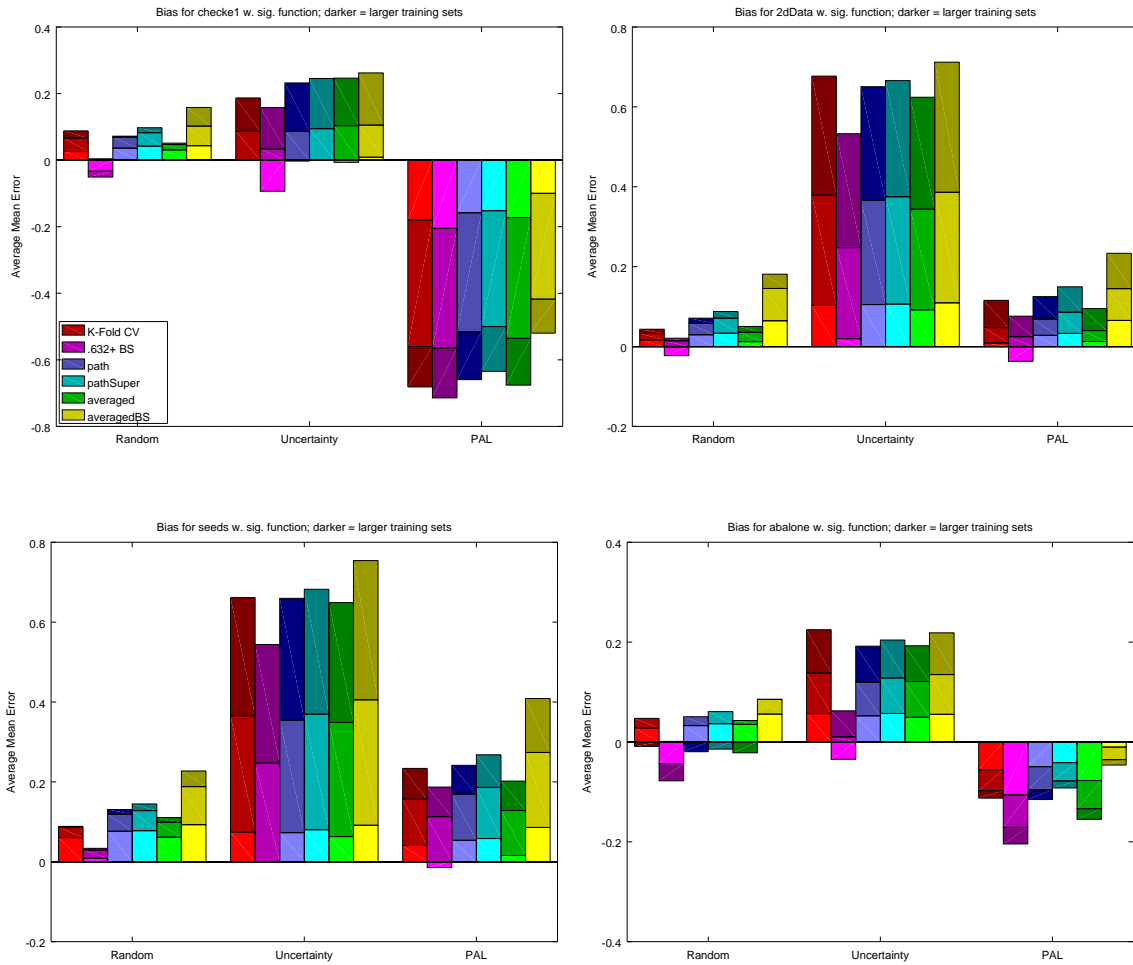 Bias for checke1 w. sig. function; darker = larger training sets
0.4
0.2
0
-0.2
-0.4
-0.6
-0.8
Average Mean Error
K-Fold CV
.632+ BS
path
pathSuper
averaged
averagedBS
Random
Uncertainty
PAL
Bias for 2dData w. sig. function; darker = larger training sets
0.8
0.6
0.4
0.2
0
-0.2
Average Mean Error
Random
Uncertainty
PAL
Bias for seeds w. sig. function; darker = larger training sets
0.8
0.6
0.4
0.2
0
-0.2
Average Mean Error
Random
Uncertainty
PAL
Bias for abalone w. sig. function; darker = larger training sets
0.4
0.2
0
-0.2
-0.4
Average Mean Error
Random
Uncertainty
PAL